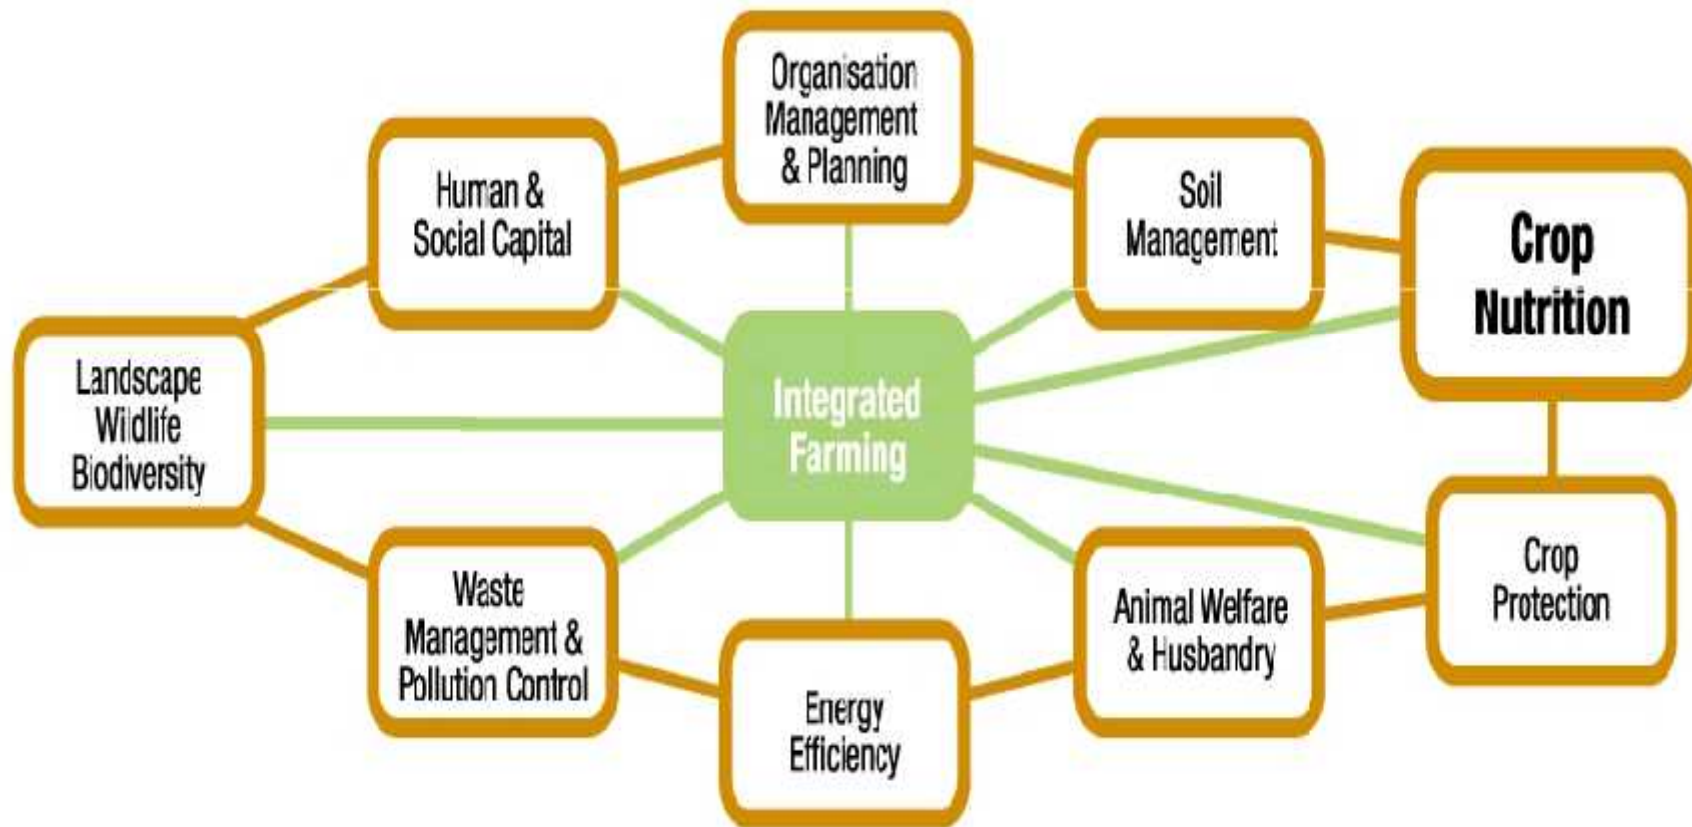 Organisation
Management
& Planning
Human &
Social Capital
Soil
Management
Crop
Nutrition
Landscape
Wildlife
Biodiversity
Integrated
Farming
Waste
Management &
Pollution Control
Energy
Efficiency
Animal Welfare
& Husbandry
Crop
Protection